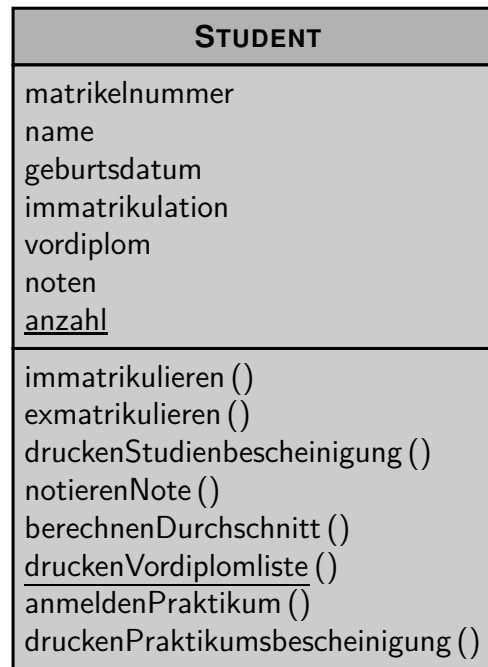 STUDENT
matrikelnummer
name
geburtsdatum
immatrikulation
vordiplom
noten
anzahl
immatrikulieren ()
exmatrikulieren ()
druckenStudienbescheinigung ()
notierenNote ()
berechnenDurchschnitt ()
druckenVordiplomliste ()
anmeldenPraktikum ()
druckenPraktikumsbescheinigung ()